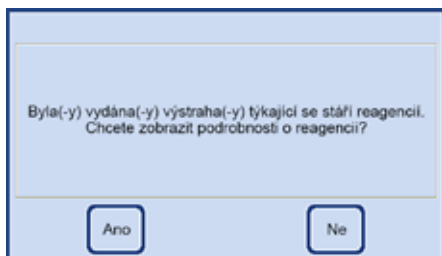 Byla(-y) vydána(-y) výstraha(-y) týkající se stáří reagencií.
Chcete zobrazit podrobnosti o reagencii?
Ano
Ne